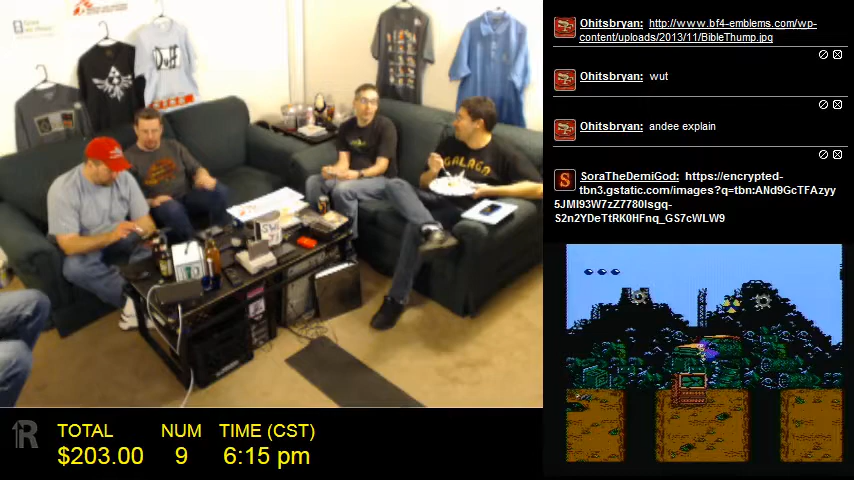 Ohitsbryan: http://www.bf4-emblems.com/wp-
content/uploads/2013/11/BibleThump.jpg
Ohitsbryan: wut
Ohitsbryan: andee explain
S SoraTheDemiGod: https://encrypted-
tbn3.gstatic.com/images?q=tbn:ANd9GcTFAzyy
5JMI93W7zZ7780lsgq-
S2n2YDeTtRK0HFnq_GS7cWLW9
DUFF
GALAGA
TOTAL NUM TIME (CST)
$203.00 9 6:15 pm